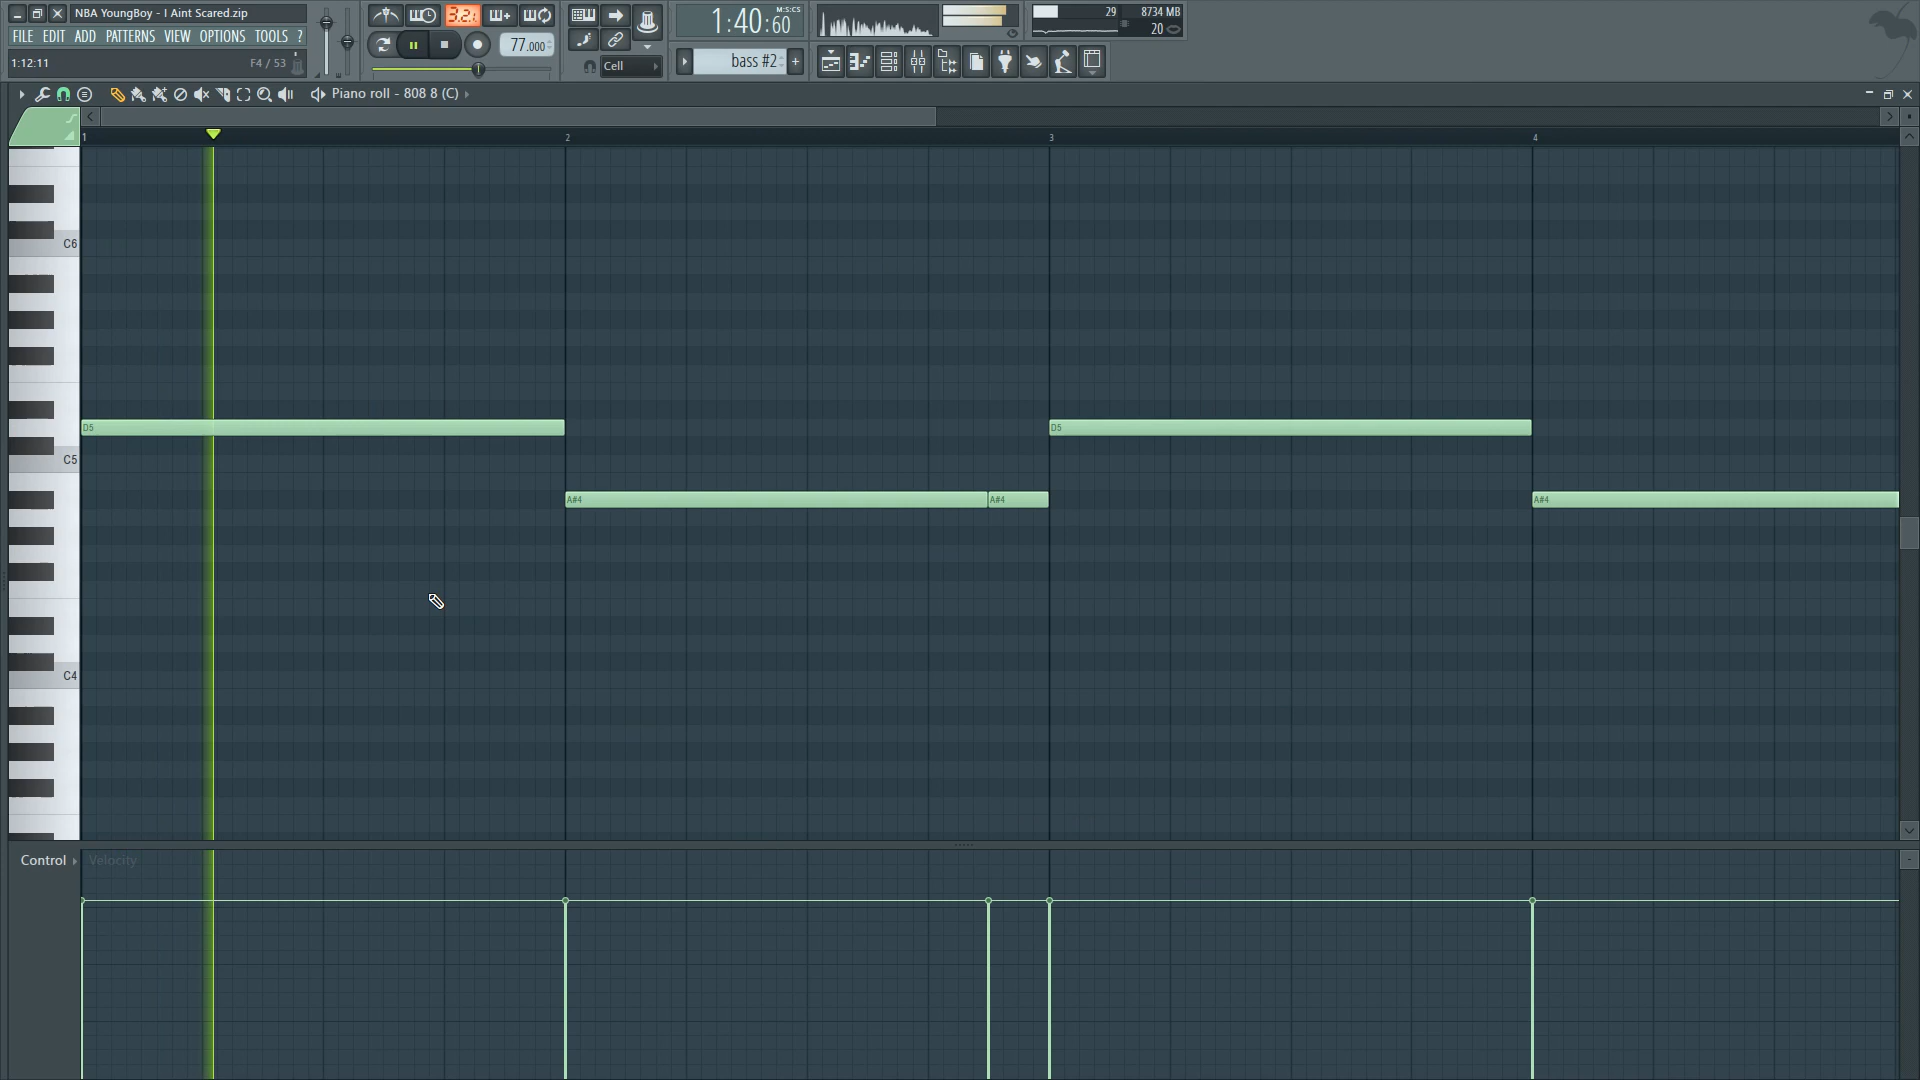 NBA YoungBoy - I Aint Scared.zip
FILE EDIT ADD PATTERNS VIEW OPTIONS TOOLS ?
1:12:11 F4 / 53
3.2.
77.000
Cell
1:40:60 M:S:CS
bass #2
29 8734 MB
20
Piano roll - 808 8 (C)
1 2 3 4
C6
D5 D5
C5
A#4 A#4 A#4
C4
Control Velocity